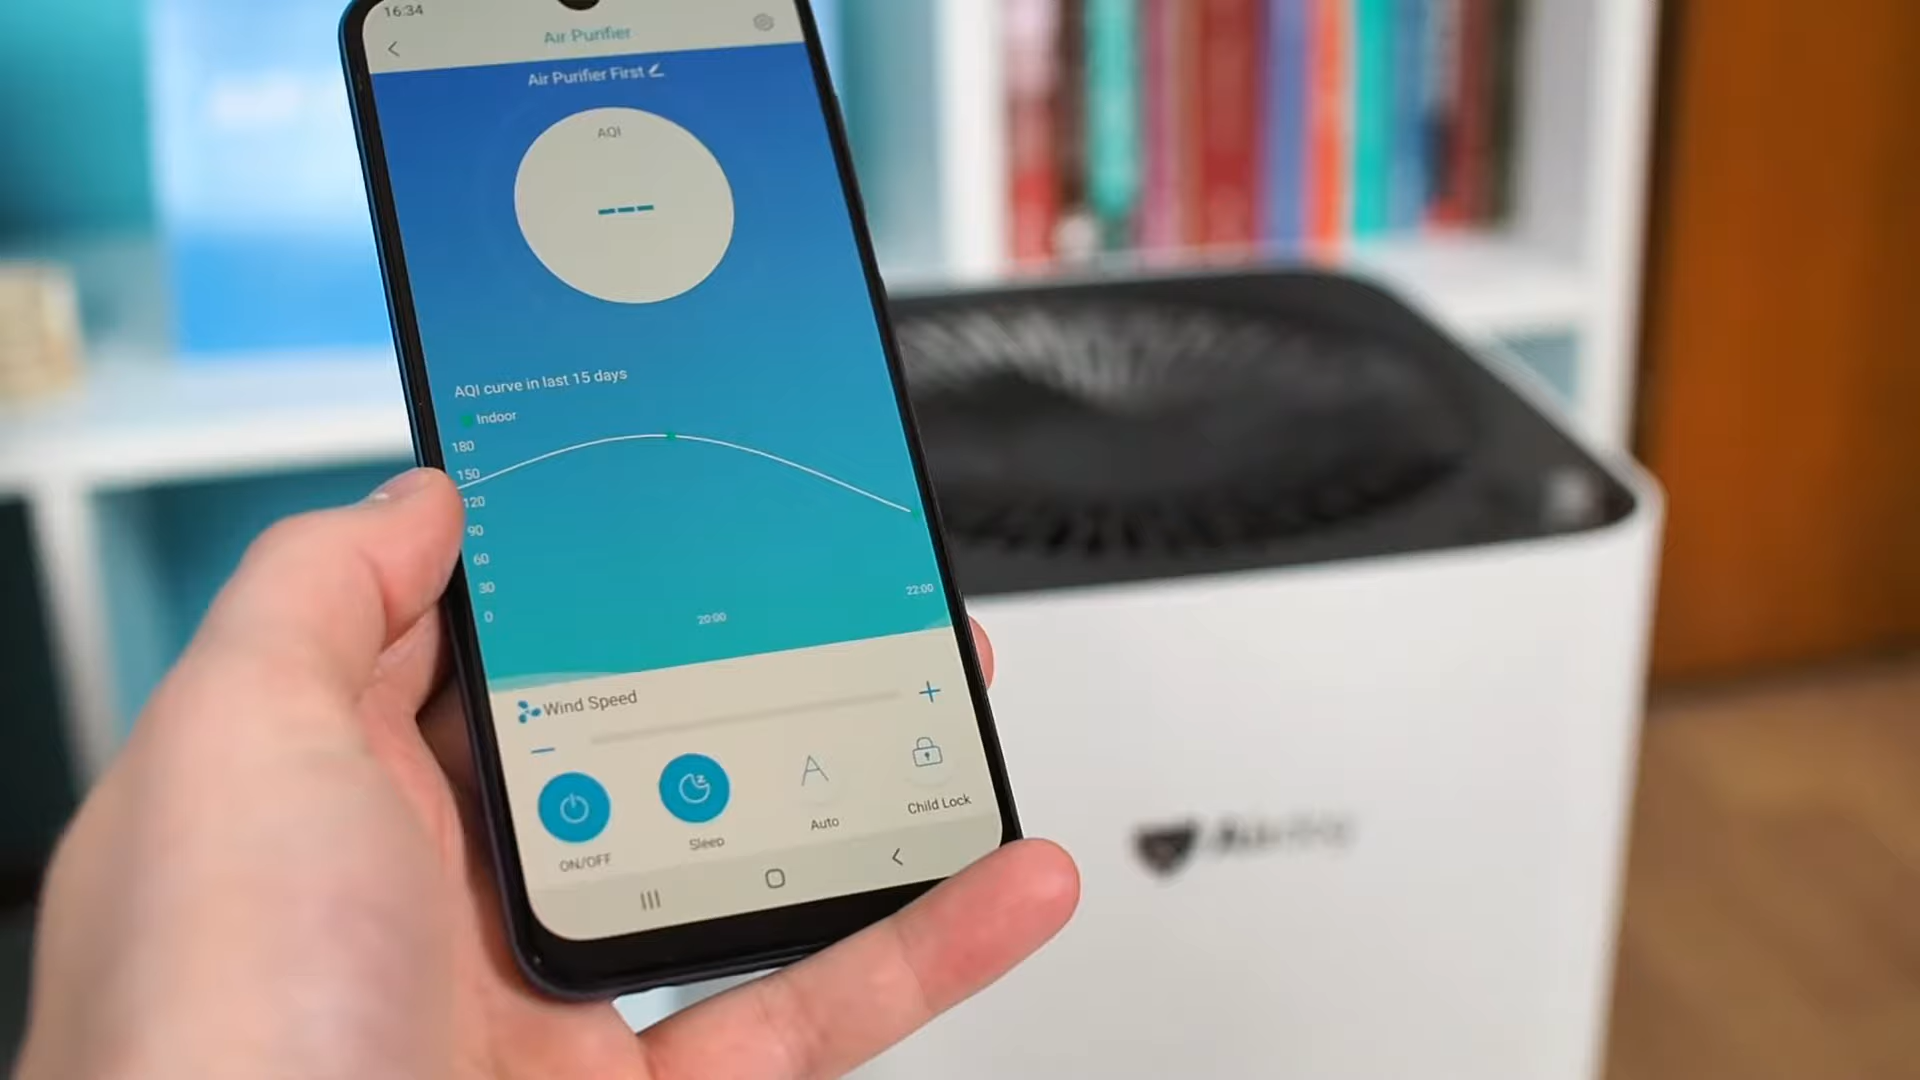 16:34
Air Purifier
Air Purifier First
AQI
---
AQI curve in last 15 days
Indoor
180
150
120
90
60
30
0
20:00
22:00
Wind Speed
ON/OFF
Sleep
A
Auto
Child Lock